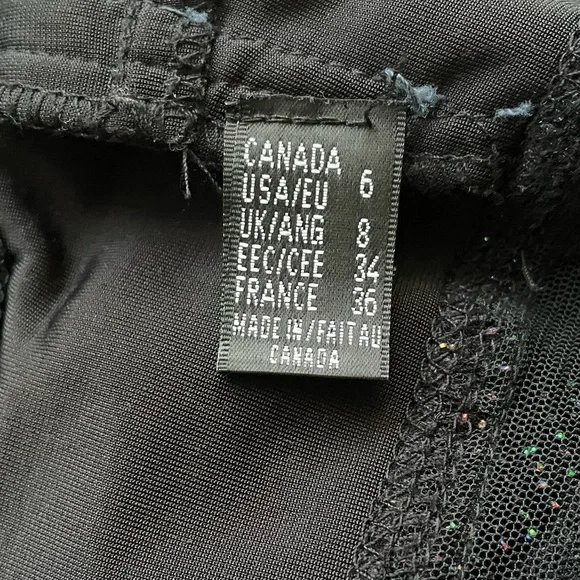 CANADA
USA/EU 6
UK/ANG 8
EEC/CEE 34
FRANCE 36
MADE IN/FAIT AU
CANADA